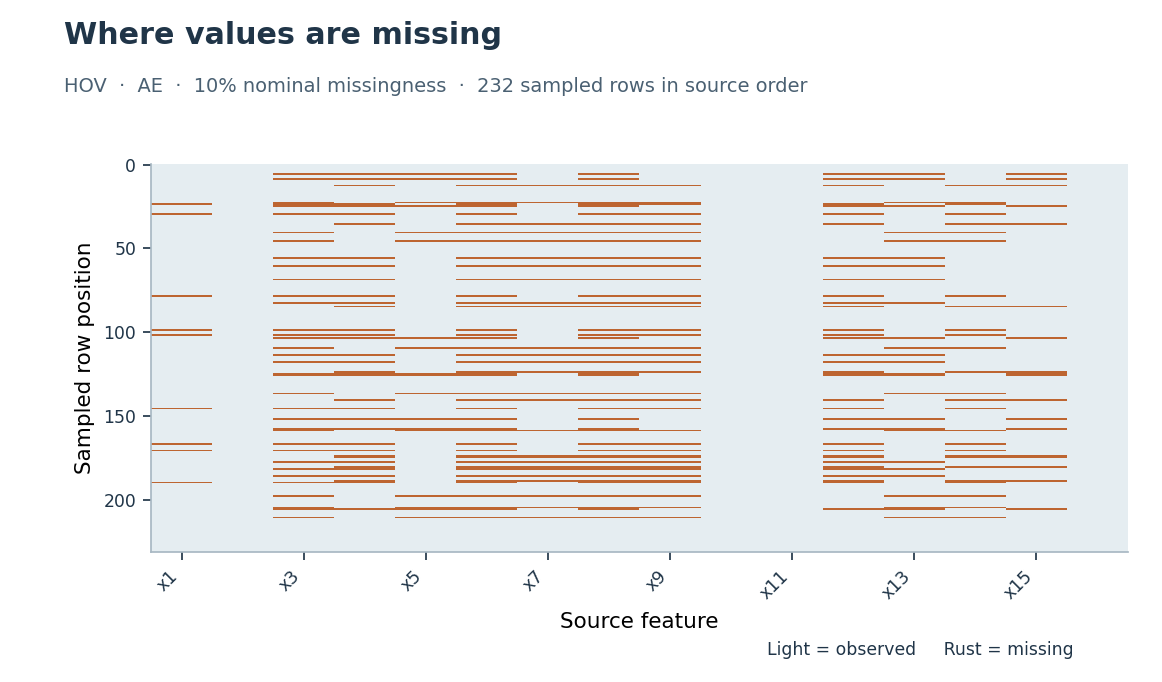 Where values are missing
HOV · AE · 10% nominal missingness · 232 sampled rows in source order
0
50
100
150
200
Sampled row position
x1
x3
x5
x7
x9
x11
x13
x15
Source feature
Light = observed Rust = missing